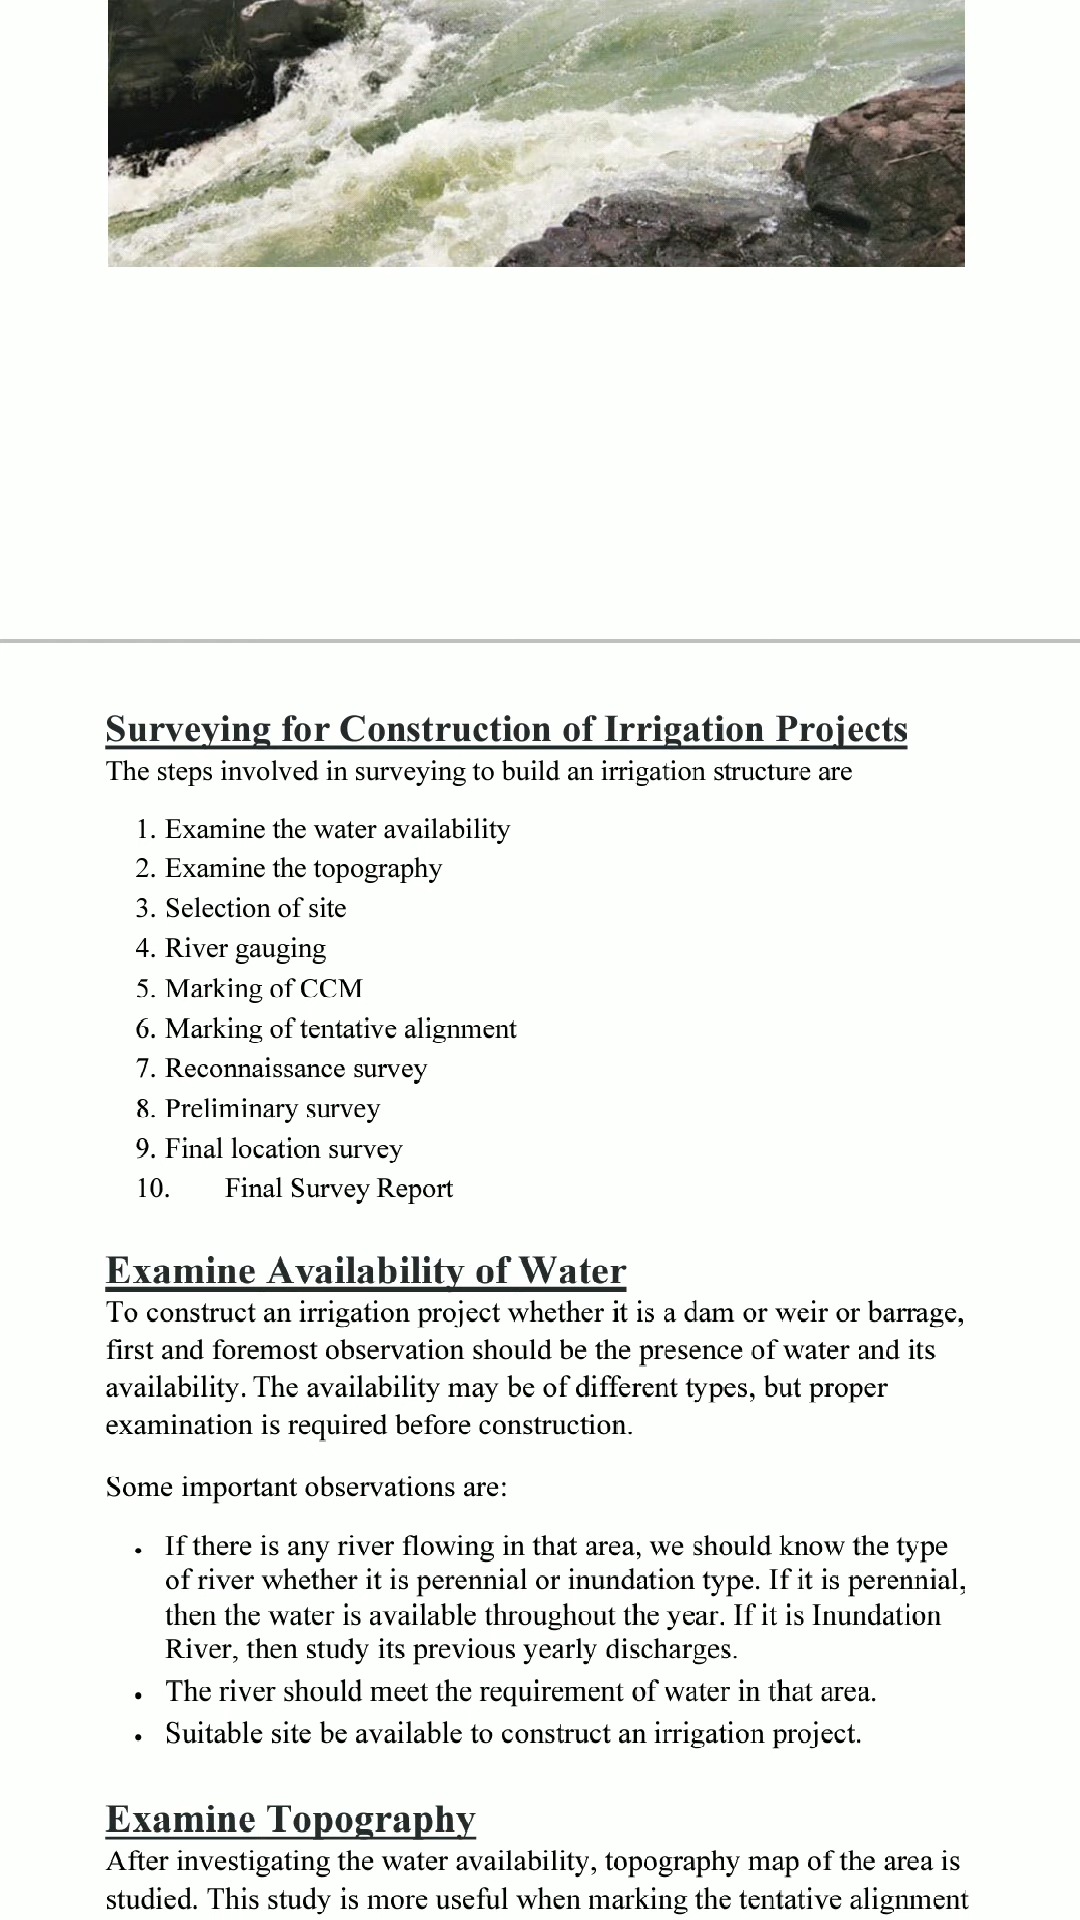 Surveying for Construction of Irrigation Projects
The steps involved in surveying to build an irrigation structure are
1. Examine the water availability
2. Examine the topography
3. Selection of site
4. River gauging
5. Marking of CCM
6. Marking of tentative alignment
7. Reconnaissance survey
8. Preliminary survey
9. Final location survey
10. Final Survey Report
Examine Availability of Water
To construct an irrigation project whether it is a dam or weir or barrage,
first and foremost observation should be the presence of water and its
availability. The availability may be of different types, but proper
examination is required before construction.
Some important observations are:
• If there is any river flowing in that area, we should know the type
of river whether it is perennial or inundation type. If it is perennial,
then the water is available throughout the year. If it is Inundation
River, then study its previous yearly discharges.
• The river should meet the requirement of water in that area.
• Suitable site be available to construct an irrigation project.
Examine Topography
After investigating the water availability, topography map of the area is
studied. This study is more useful when marking the tentative alignment